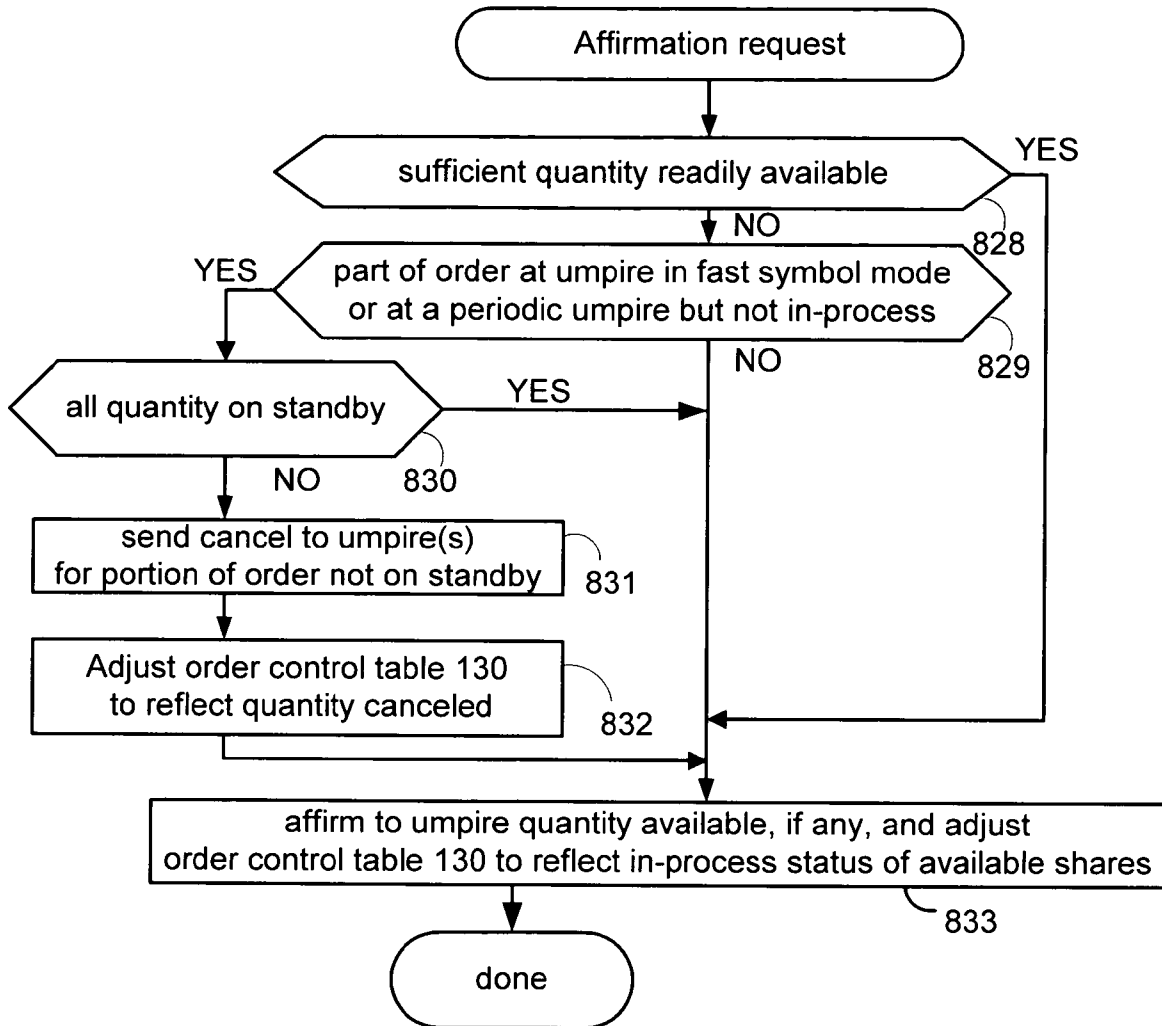 Affirmation request
YES
sufficient quantity readily available
NO
828
YES
part of order at umpire in fast symbol mode
or at a periodic umpire but not in-process
NO
829
YES
all quantity on standby
NO
830
send cancel to umpire(s)
for portion of order not on standby
831
Adjust order control table 130
to reflect quantity canceled
832
affirm to umpire quantity available, if any, and adjust
order control table 130 to reflect in-process status of available shares
833
done